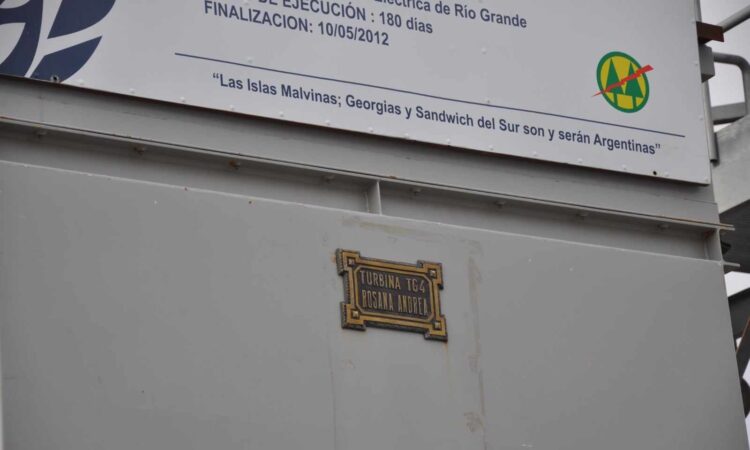 Eléctrica de Río Grande
DE EJECUCIÓN : 180 días
FINALIZACION: 10/05/2012
“Las Islas Malvinas; Georgias y Sandwich del Sur son y serán Argentinas”
TURBINA TG4
ROSANA ANDREA